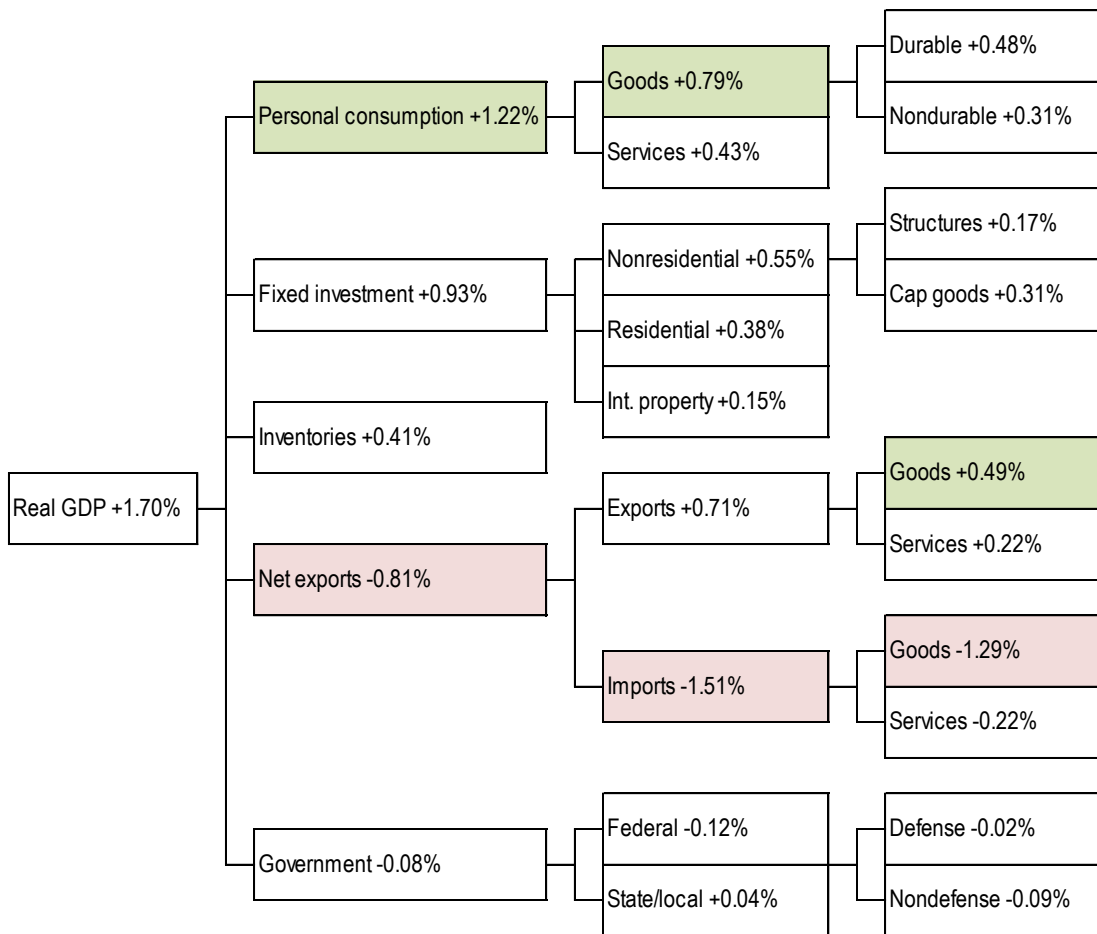 Real GDP +1.70%
Personal consumption +1.22%
Goods +0.79%
Durable +0.48%
Nondurable +0.31%
Services +0.43%
Fixed investment +0.93%
Nonresidential +0.55%
Structures +0.17%
Cap goods +0.31%
Residential +0.38%
Int. property +0.15%
Inventories +0.41%
Net exports -0.81%
Exports +0.71%
Goods +0.49%
Services +0.22%
Imports -1.51%
Goods -1.29%
Services -0.22%
Government -0.08%
Federal -0.12%
Defense -0.02%
Nondefense -0.09%
State/local +0.04%